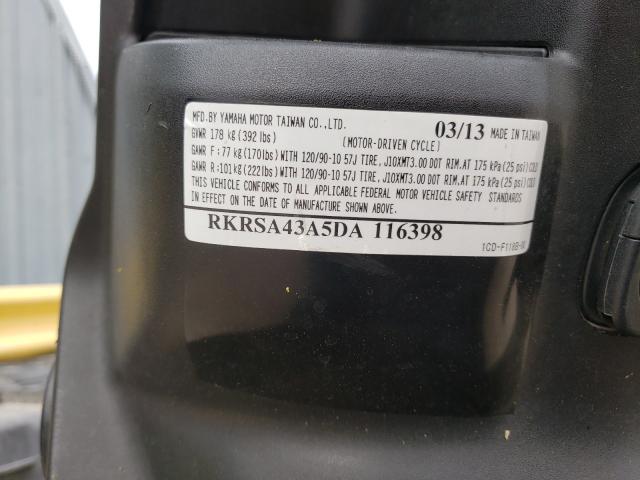 MFD.BY YAMAHA MOTOR TAIWAN CO.,LTD. 03/13 MADE IN TAIWAN
GVWR 178 kg (392 lbs) (MOTOR-DRIVEN CYCLE)
GAWR F : 77 kg (170lbs) WITH 120/90-10 57J TIRE, J10XMT3.00 DOT RIM.AT 175 kPa (25 psi) COLD
GAWR R : 101kg (222lbs) WITH 120/90-10 57J TIRE, J10XMT3.00 DOT RIM.AT 175 kPa (25 psi) COLD
THIS VEHICLE CONFORMS TO ALL APPLICABLE FEDERAL MOTOR VEHICLE SAFETY STANDARDS
IN EFFECT ON THE DATE OF MANUFACTURE SHOWN ABOVE.
RKRSA43A5DA 116398